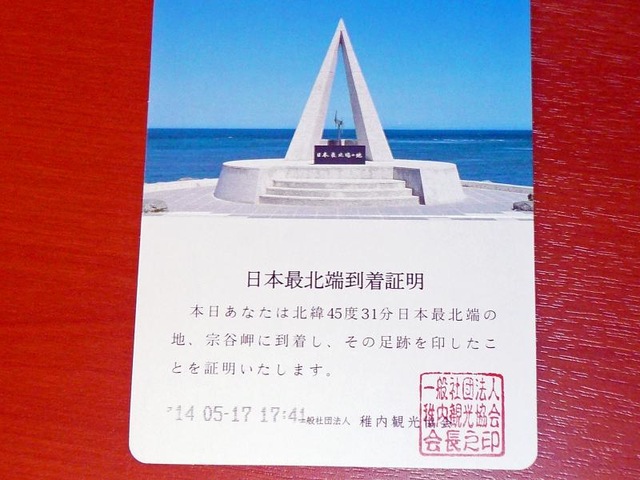 日本最北端の地
日本最北端到着証明
本日あなたは北緯45度31分日本最北端の
地、宗谷岬に到着し、その足跡を印したこ
とを証明いたします。
'14 05-17 17:41 一般社団法人 稚内観光協会
一般社団法人
稚内観光協会
会長之印